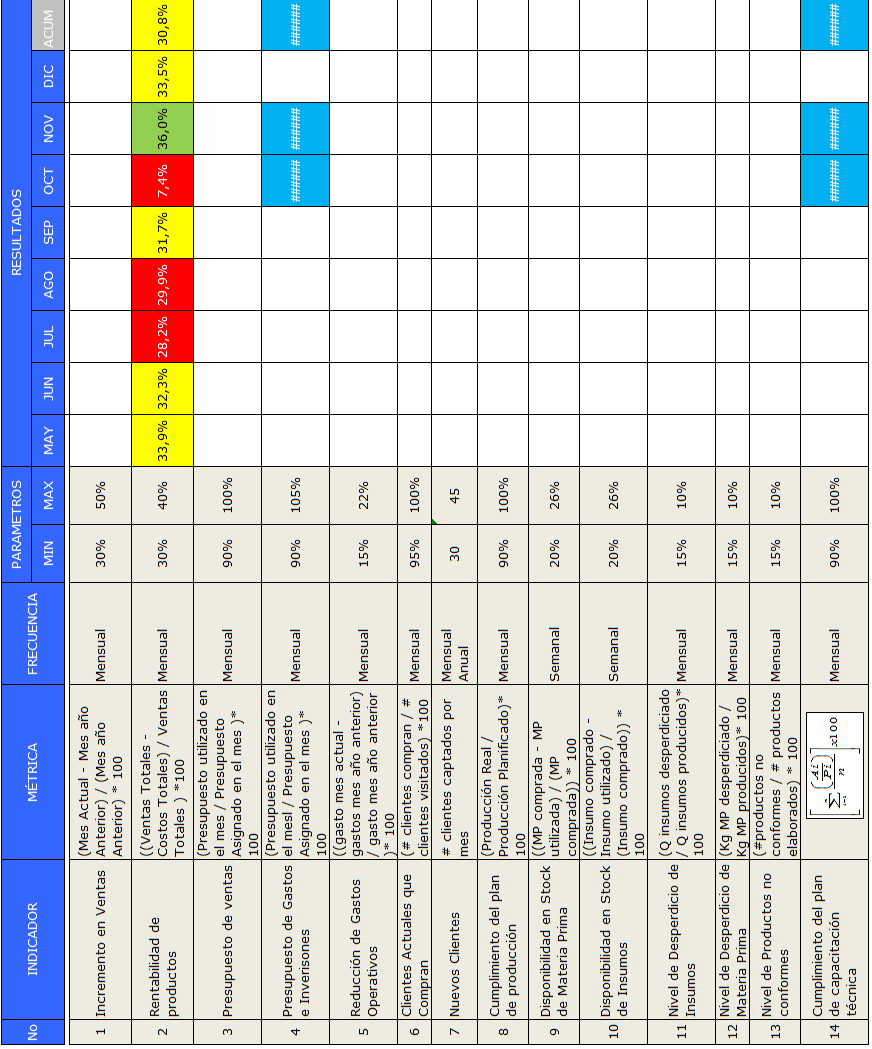 No INDICADOR MÉTRICA FRECUENCIA PARAMETROS RESULTADOS
MIN MAX MAY JUN JUL AGO SEP OCT NOV DIC ACUM
1 Incremento en Ventas
(Mes Actual - Mes año
Anterior) / (Mes año
Anterior) * 100
Mensual 30% 50%
2 Rentabilidad de
productos
((Ventas Totales -
Costos Totales) / Ventas
Totales ) *100
Mensual 30% 40% 33,9% 32,3% 28,2% 29,9% 31,7% 7,4% 36,0% 33,5% 30,8%
3 Presupuesto de ventas
(Presupuesto utilizado en
el mes / Presupuesto
Asignado en el mes )*
100
Mensual 90% 100%
4 Presupuesto de Gastos
e Inverisones
(Presupuesto utilizado en
el mesl / Presupuesto
Asignado en el mes )*
100
Mensual 90% 105% ###### ###### ######
5 Reducción de Gastos
Operativos
((gasto mes actual -
gastos mes año anterior)
/ gasto mes año anterior
)* 100
Mensual 15% 22%
6 Clientes Actuales que
Compran
(# clientes compran / #
clientes visitados) *100
Mensual 95% 100%
7 Nuevos Clientes
# clientes captados por
mes
Mensual
Anual
30 45
8 Cumplimiento del plan
de producción
(Producción Real /
Producción Planificado)*
100
Mensual 90% 100%
9 Disponibilidad en Stock
de Materia Prima
((MP comprada - MP
utilizada) / (MP
comprada)) * 100
Semanal 20% 26%
10 Disponibilidad en Stock
de Insumos
((Insumo comprado -
Insumo utilizado) /
(Insumo comprado)) *
100
Semanal 20% 26%
11 Nivel de Desperdicio de
Insumos
(Q insumos desperdiciado
/ Q insumos producidos)*
100
Mensual 15% 10%
12 Nivel de Desperdicio de
Materia Prima
(Kg MP desperdiciado /
Kg MP producidos)* 100
Mensual 15% 10%
13 Nivel de Productos no
conformes
(#productos no
conformes / # productos
elaborados) * 100
Mensual 15% 10%
14 Cumplimiento del plan
de capacitación
técnica
[∑ (Ai/Pi) / n] x100
Mensual 90% 100% ###### ###### ######